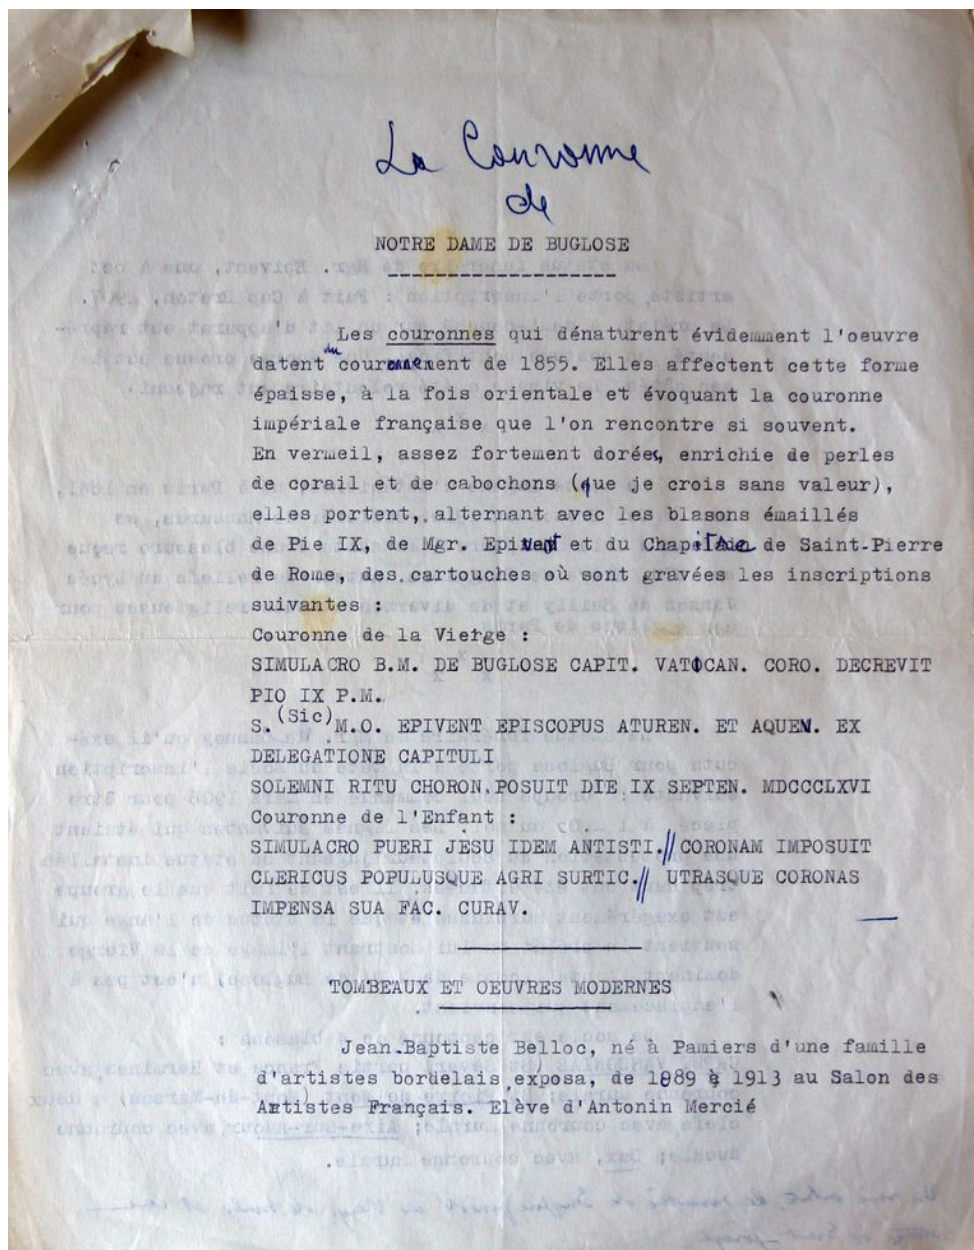 La Couronne
de
NOTRE DAME DE BUGLOSE
Les couronnes qui dénaturent évidemment l'oeuvre
datent du couronnement de 1855. Elles affectent cette forme
épaisse, à la fois orientale et évoquant la couronne
impériale française que l'on rencontre si souvent.
En vermeil, assez fortement dorées, enrichie de perles
de corail et de cabochons (que je crois sans valeur),
elles portent, alternant avec les blasons émaillés
de Pie IX, de Mgr. Epivent et du Chapitre de Saint-Pierre
de Rome, des cartouches où sont gravées les inscriptions
suivantes :
Couronne de la Vierge :
SIMULACRO B.M. DE BUGLOSE CAPIT. VATICAN. CORO. DECREVIT
PIO IX P.M.
S. (Sic) M.O. EPIVENT EPISCOPUS ATUREN. ET AQUEN. EX
DELEGATIONE CAPITULI
SOLEMNI RITU CHORON.POSUIT DIE IX SEPTEN. MDCCCLXVI
Couronne de l'Enfant :
SIMULACRO PUERI JESU IDEM ANTISTI.// CORONAM IMPOSUIT
CLERICUS POPULUSQUE AGRI SURTIC.// UTRASQUE CORONAS
IMPENSA SUA FAC. CURAV.
TOMBEAUX ET OEUVRES MODERNES
Jean-Baptiste Belloc, né à Pamiers d'une famille
d'artistes bordelais exposa, de 1889 à 1913 au Salon des
Artistes Français. Elève d'Antonin Mercié